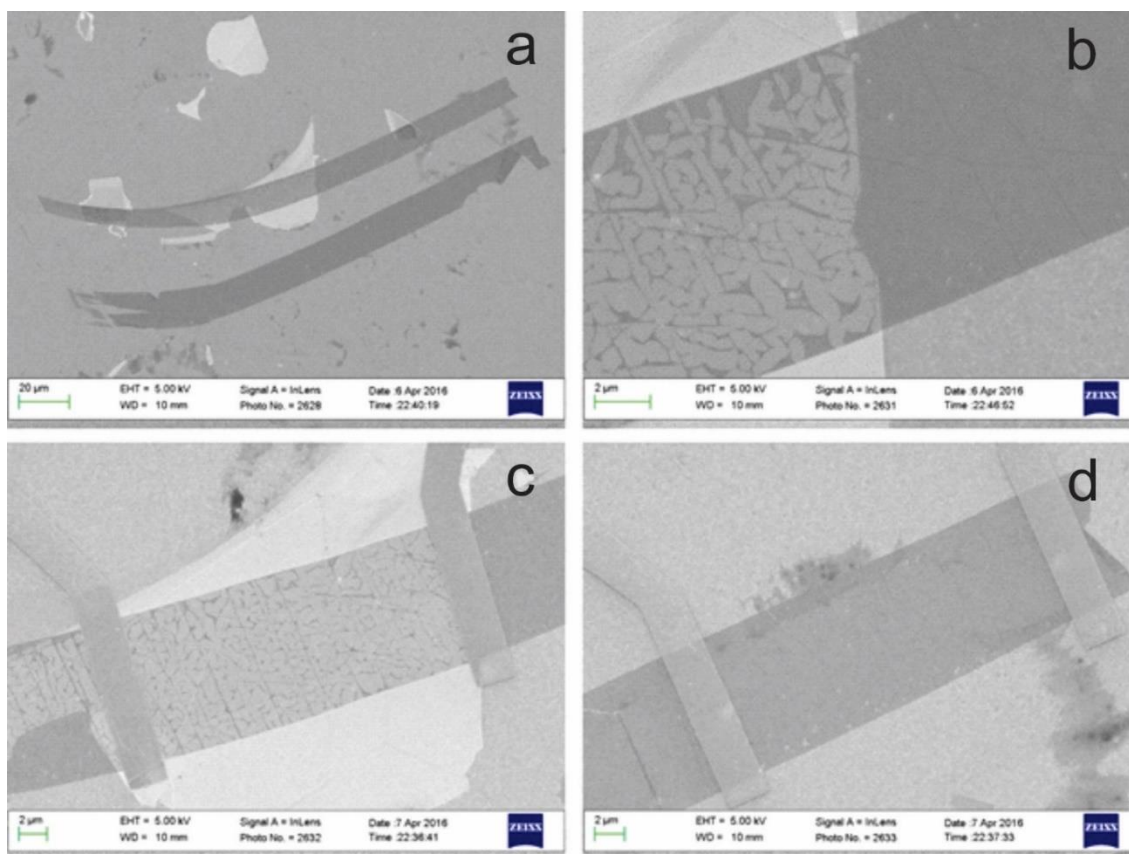 a
20 µm
EHT = 5.00 kV
WD = 10 mm
Signal A = InLens
Photo No. = 2628
Date :6 Apr 2016
Time :22:40:19
ZEISS
b
2 µm
EHT = 5.00 kV
WD = 10 mm
Signal A = InLens
Photo No. = 2631
Date :6 Apr 2016
Time :22:46:52
ZEISS
c
2 µm
EHT = 5.00 kV
WD = 10 mm
Signal A = InLens
Photo No. = 2632
Date :7 Apr 2016
Time :22:36:41
ZEISS
d
2 µm
EHT = 5.00 kV
WD = 10 mm
Signal A = InLens
Photo No. = 2633
Date :7 Apr 2016
Time :22:37:33
ZEISS